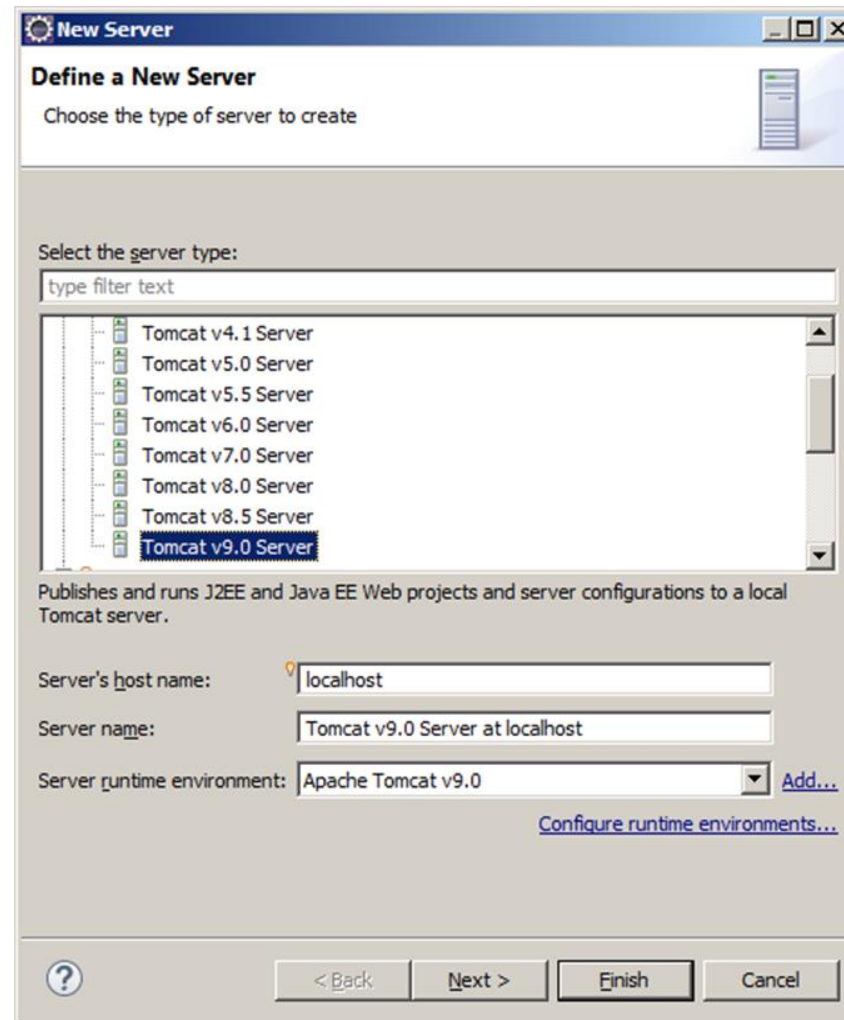 New Server
Define a New Server
Choose the type of server to create
Select the server type:
type filter text
Tomcat v4.1 Server
Tomcat v5.0 Server
Tomcat v5.5 Server
Tomcat v6.0 Server
Tomcat v7.0 Server
Tomcat v8.0 Server
Tomcat v8.5 Server
Tomcat v9.0 Server
Publishes and runs J2EE and Java EE Web projects and server configurations to a local
Tomcat server.
Server's host name: localhost
Server name: Tomcat v9.0 Server at localhost
Server runtime environment: Apache Tomcat v9.0 Add...
Configure runtime environments...
? < Back Next > Finish Cancel